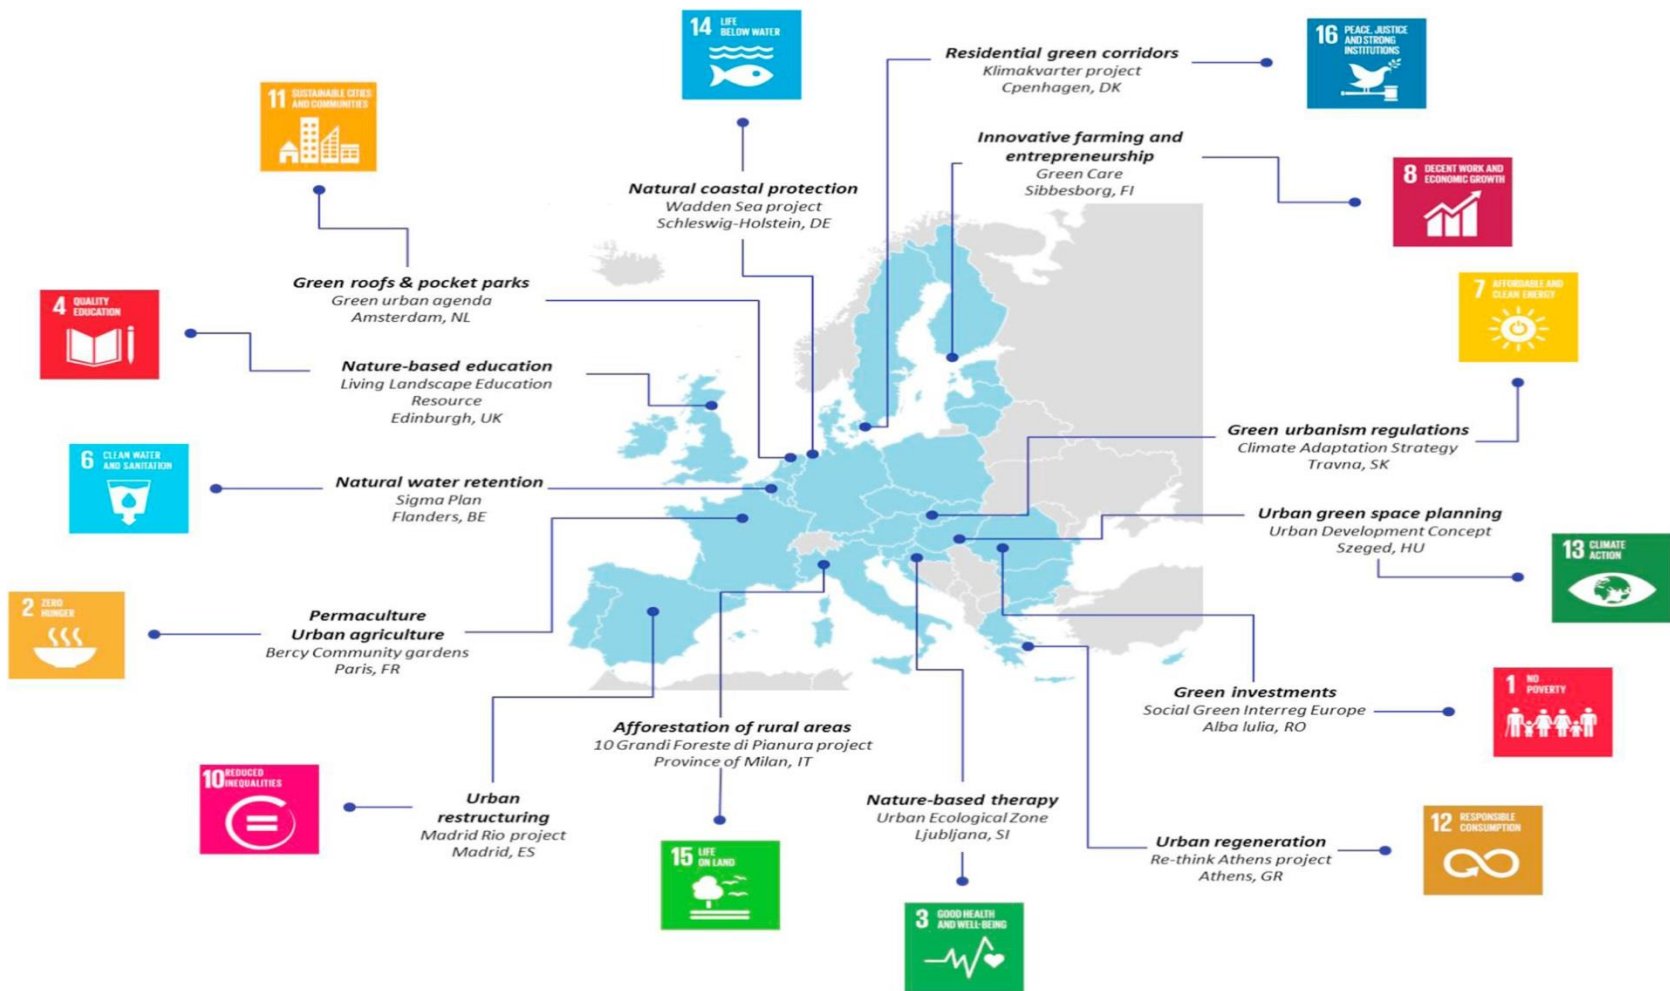 14 LIFE
BELOW WATER
Residential green corridors
Klimakvarter project
Cpenhagen, DK
16 PEACE, JUSTICE
AND STRONG
INSTITUTIONS
11 SUSTAINABLE CITIES
AND COMMUNITIES
Innovative farming and
entrepreneurship
Green Care
Sibbesborg, FI
8 DECENT WORK AND
ECONOMIC GROWTH
Natural coastal protection
Wadden Sea project
Schleswig-Holstein, DE
Green roofs & pocket parks
Green urban agenda
Amsterdam, NL
4 QUALITY
EDUCATION
7 AFFORDABLE AND
CLEAN ENERGY
Nature-based education
Living Landscape Education
Resource
Edinburgh, UK
Green urbanism regulations
Climate Adaptation Strategy
Travna, SK
6 CLEAN WATER
AND SANITATION
Natural water retention
Sigma Plan
Flanders, BE
Urban green space planning
Urban Development Concept
Szeged, HU
13 CLIMATE
ACTION
2 ZERO
HUNGER
Permaculture
Urban agriculture
Bercy Community gardens
Paris, FR
1 NO
POVERTY
Green investments
Social Green Interreg Europe
Alba Iulia, RO
Afforestation of rural areas
10 Grandi Foreste di Pianura project
Province of Milan, IT
10 REDUCED
INEQUALITIES
Urban
restructuring
Madrid Rio project
Madrid, ES
Nature-based therapy
Urban Ecological Zone
Ljubljana, SI
Urban regeneration
Re-think Athens project
Athens, GR
12 RESPONSIBLE
CONSUMPTION
15 LIFE
ON LAND
3 GOOD HEALTH
AND WELL-BEING